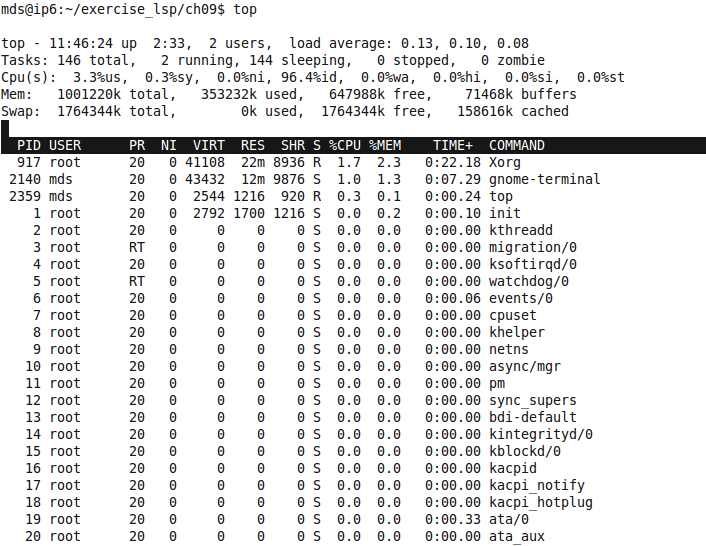 mds@ip6:~/exercise_lsp/ch09$ top
top - 11:46:24 up  2:33,  2 users,  load average: 0.13, 0.10, 0.08
Tasks: 146 total,   2 running, 144 sleeping,   0 stopped,   0 zombie
Cpu(s):  3.3%us,  0.3%sy,  0.0%ni, 96.4%id,  0.0%wa,  0.0%hi,  0.0%si,  0.0%st
Mem:   1001220k total,   353232k used,   647988k free,    71468k buffers
Swap:  1764344k total,        0k used,  1764344k free,   158616k cached
  PID USER      PR  NI  VIRT  RES  SHR S %CPU %MEM    TIME+  COMMAND
  917 root      20   0 41108  22m 8936 R  1.7  2.3   0:22.18 Xorg
 2140 mds       20   0 43432  12m 9876 S  1.0  1.3   0:07.29 gnome-terminal
 2359 mds       20   0  2544 1216  920 R  0.3  0.1   0:00.24 top
    1 root      20   0  2792 1700 1216 S  0.0  0.2   0:00.10 init
    2 root      20   0     0    0    0 S  0.0  0.0   0:00.00 kthreadd
    3 root      RT   0     0    0    0 S  0.0  0.0   0:00.00 migration/0
    4 root      20   0     0    0    0 S  0.0  0.0   0:00.00 ksoftirqd/0
    5 root      RT   0     0    0    0 S  0.0  0.0   0:00.00 watchdog/0
    6 root      20   0     0    0    0 S  0.0  0.0   0:00.06 events/0
    7 root      20   0     0    0    0 S  0.0  0.0   0:00.00 cpuset
    8 root      20   0     0    0    0 S  0.0  0.0   0:00.00 khelper
    9 root      20   0     0    0    0 S  0.0  0.0   0:00.00 netns
   10 root      20   0     0    0    0 S  0.0  0.0   0:00.00 async/mgr
   11 root      20   0     0    0    0 S  0.0  0.0   0:00.00 pm
   12 root      20   0     0    0    0 S  0.0  0.0   0:00.00 sync_supers
   13 root      20   0     0    0    0 S  0.0  0.0   0:00.00 bdi-default
   14 root      20   0     0    0    0 S  0.0  0.0   0:00.00 kintegrityd/0
   15 root      20   0     0    0    0 S  0.0  0.0   0:00.00 kblockd/0
   16 root      20   0     0    0    0 S  0.0  0.0   0:00.00 kacpid
   17 root      20   0     0    0    0 S  0.0  0.0   0:00.00 kacpi_notify
   18 root      20   0     0    0    0 S  0.0  0.0   0:00.00 kacpi_hotplug
   19 root      20   0     0    0    0 S  0.0  0.0   0:00.33 ata/0
   20 root      20   0     0    0    0 S  0.0  0.0   0:00.00 ata_aux